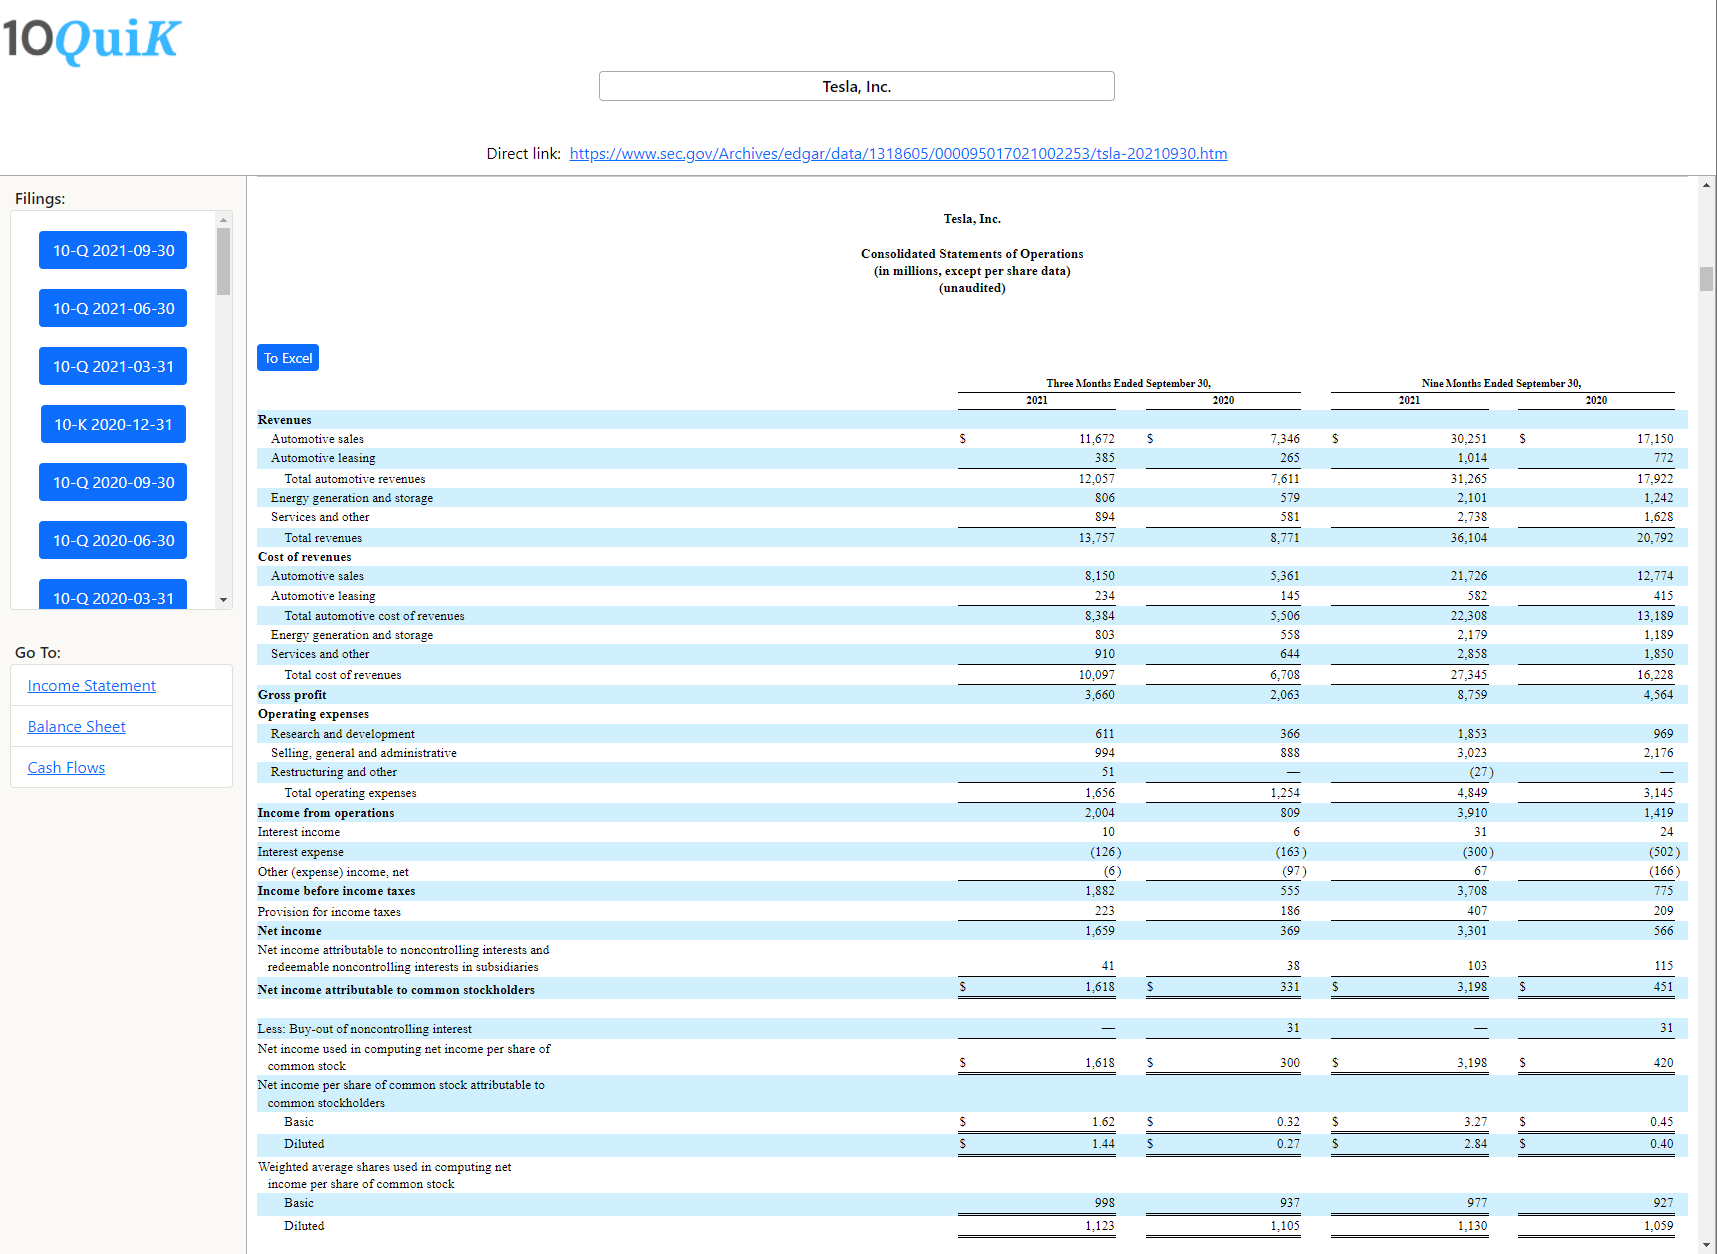 10QuiK
Tesla, Inc.
Direct link: https://www.sec.gov/Archives/edgar/data/1318605/000095017021002253/tsla-20210930.htm
Filings:
10-Q 2021-09-30
10-Q 2021-06-30
10-Q 2021-03-31
10-K 2020-12-31
10-Q 2020-09-30
10-Q 2020-06-30
10-Q 2020-03-31
Go To:
Income Statement
Balance Sheet
Cash Flows
Tesla, Inc.
Consolidated Statements of Operations
(in millions, except per share data)
(unaudited)
To Excel
Three Months Ended September 30, Nine Months Ended September 30,
2021 2020 2021 2020
Revenues
Automotive sales $ 11,672 $ 7,346 $ 30,251 $ 17,150
Automotive leasing 385 265 1,014 772
Total automotive revenues 12,057 7,611 31,265 17,922
Energy generation and storage 806 579 2,101 1,242
Services and other 894 581 2,738 1,628
Total revenues 13,757 8,771 36,104 20,792
Cost of revenues
Automotive sales 8,150 5,361 21,726 12,774
Automotive leasing 234 145 582 415
Total automotive cost of revenues 8,384 5,506 22,308 13,189
Energy generation and storage 803 558 2,179 1,189
Services and other 910 644 2,858 1,850
Total cost of revenues 10,097 6,708 27,345 16,228
Gross profit 3,660 2,063 8,759 4,564
Operating expenses
Research and development 611 366 1,853 969
Selling, general and administrative 994 888 3,023 2,176
Restructuring and other 51 — (27) —
Total operating expenses 1,656 1,254 4,849 3,145
Income from operations 2,004 809 3,910 1,419
Interest income 10 6 31 24
Interest expense (126) (163) (300) (502)
Other (expense) income, net (6) (97) 67 (166)
Income before income taxes 1,882 555 3,708 775
Provision for income taxes 223 186 407 209
Net income 1,659 369 3,301 566
Net income attributable to noncontrolling interests and
redeemable noncontrolling interests in subsidiaries 41 38 103 115
Net income attributable to common stockholders $ 1,618 $ 331 $ 3,198 $ 451
Less: Buy-out of noncontrolling interest — 31 — 31
Net income used in computing net income per share of
common stock $ 1,618 $ 300 $ 3,198 $ 420
Net income per share of common stock attributable to
common stockholders
Basic $ 1.62 $ 0.32 $ 3.27 $ 0.45
Diluted $ 1.44 $ 0.27 $ 2.84 $ 0.40
Weighted average shares used in computing net
income per share of common stock
Basic 998 937 977 927
Diluted 1,123 1,105 1,130 1,059